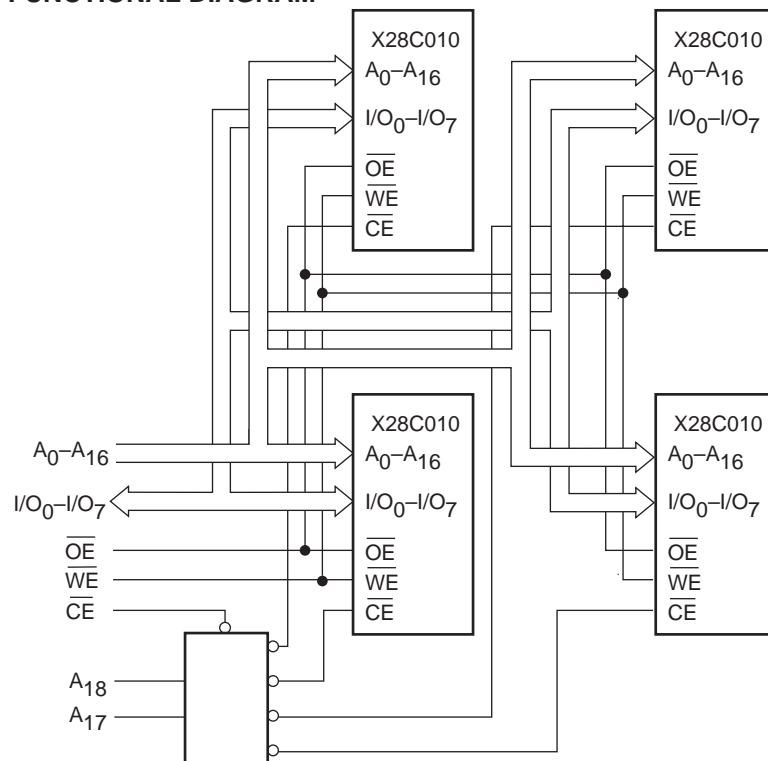 FUNCTIONAL DIAGRAM
X28C010
A0–A16
I/O0–I/O7
OE
WE
CE
X28C010
A0–A16
I/O0–I/O7
OE
WE
CE
X28C010
A0–A16
I/O0–I/O7
OE
WE
CE
X28C010
A0–A16
I/O0–I/O7
OE
WE
CE
A0–A16
I/O0–I/O7
OE
WE
CE
A18
A17